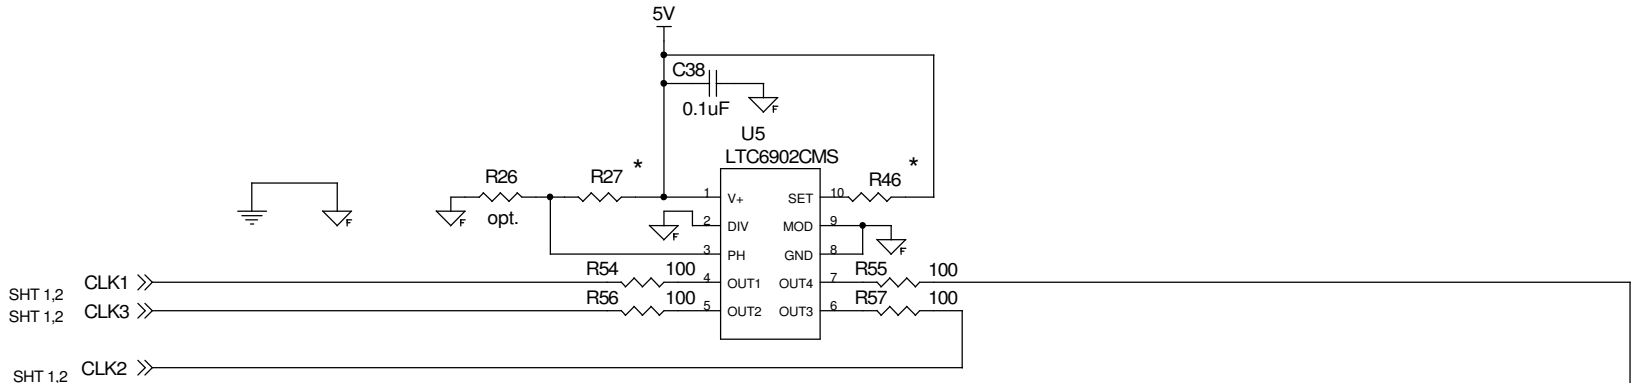 5V
C38
0.1uF
F
U5
LTC6902CMS
R26
R27
*
R46
*
opt.
F
F
1
V+
SET
10
F
2
DIV
MOD
9
F
3
PH
GND
8
SHT 1,2
CLK1
R54
100
4
OUT1
OUT4
7
R55
100
SHT 1,2
CLK3
R56
100
5
OUT2
OUT3
6
R57
100
SHT 1,2
CLK2